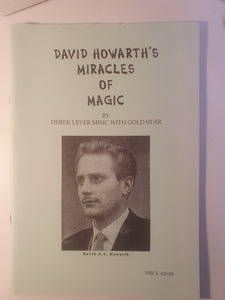 DAVID HOWARTH'S
MIRACLES
OF
MAGIC
BY
DEREK LEVER MIMC WITH GOLD STAR
David A.E. Howarth
PRICE £25.00